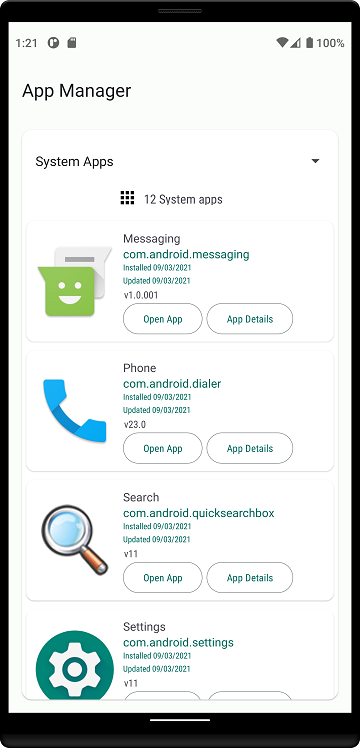 1:21
100%
App Manager
System Apps
12 System apps
Messaging
com.android.messaging
Installed 09/03/2021
Updated 09/03/2021
v1.0.001
Open App
App Details
Phone
com.android.dialer
Installed 09/03/2021
Updated 09/03/2021
v23.0
Open App
App Details
Search
com.android.quicksearchbox
Installed 09/03/2021
Updated 09/03/2021
v11
Open App
App Details
Settings
com.android.settings
Installed 09/03/2021
Updated 09/03/2021
v11